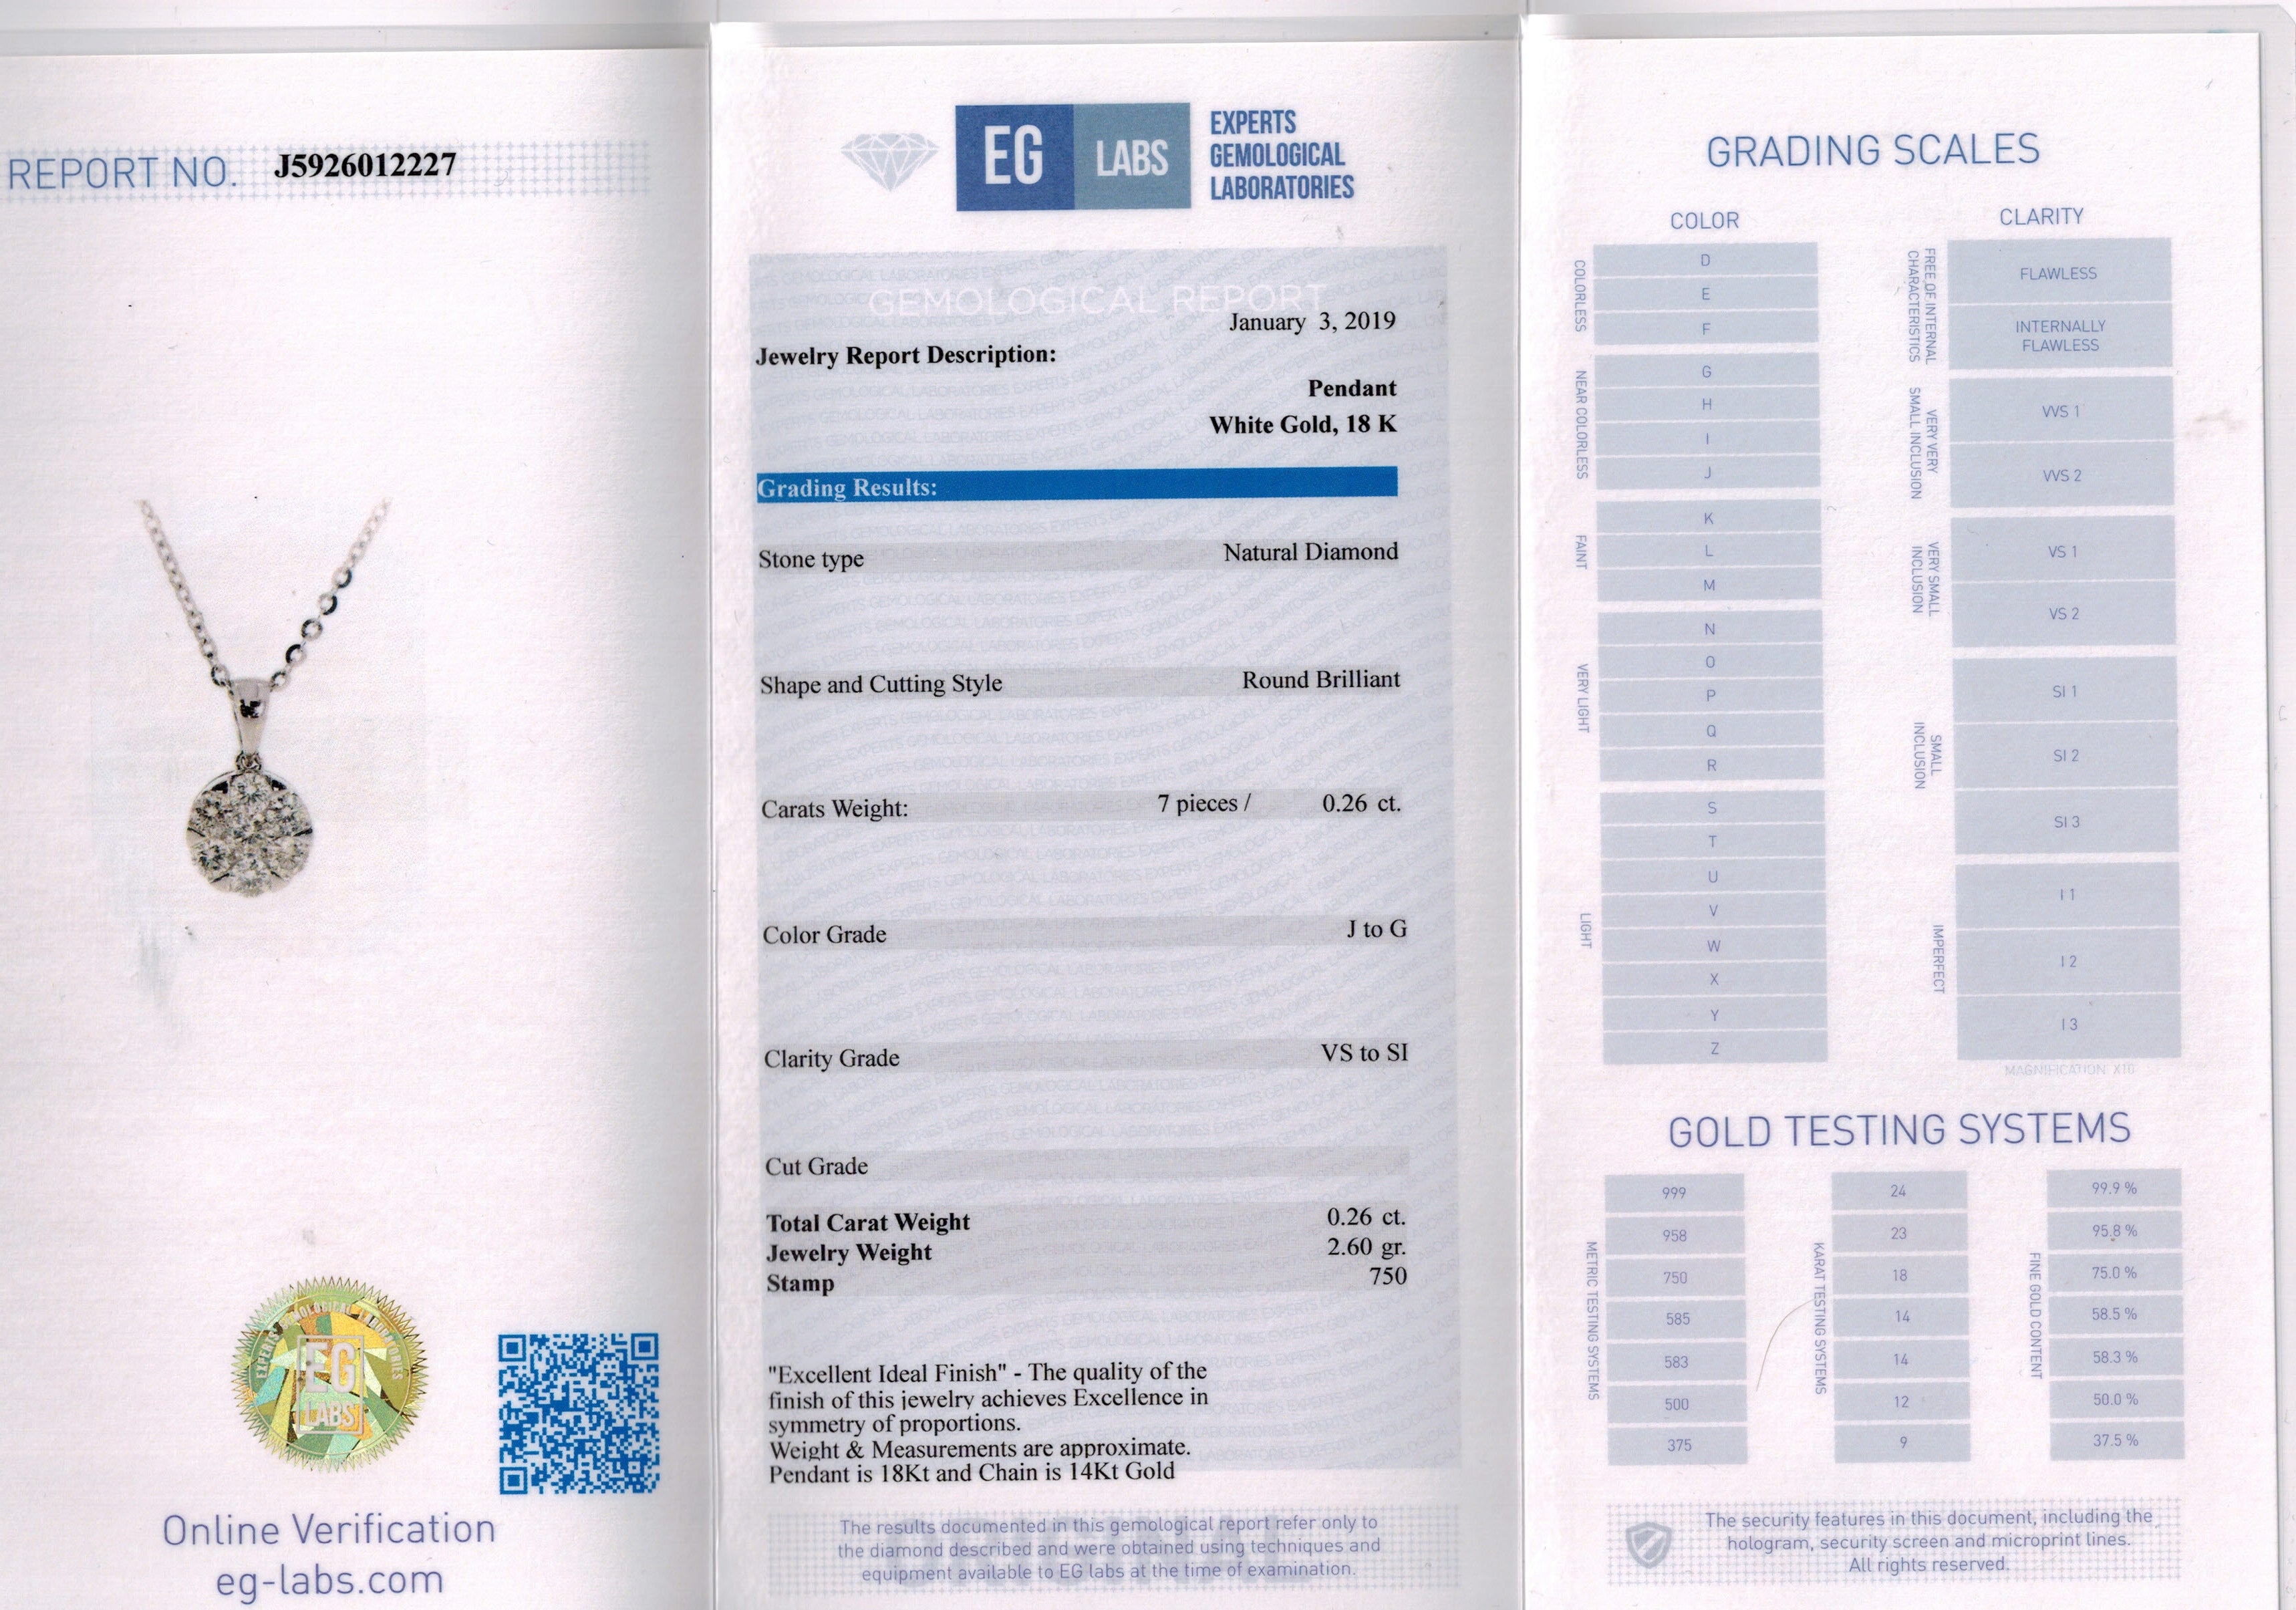 REPORT NO. J5926012227
EXPERTS GEMOLOGICAL LABORATORIES
EG
LABS
Online Verification
eg-labs.com
EG LABS
EXPERTS
GEMOLOGICAL
LABORATORIES
GEMOLOGICAL REPORT
January 3, 2019
Jewelry Report Description:
Pendant
White Gold, 18 K
Grading Results:
Stone type Natural Diamond
Shape and Cutting Style Round Brilliant
Carats Weight: 7 pieces / 0.26 ct.
Color Grade J to G
Clarity Grade VS to SI
Cut Grade
Total Carat Weight 0.26 ct.
Jewelry Weight 2.60 gr.
Stamp 750
"Excellent Ideal Finish" - The quality of the
finish of this jewelry achieves Excellence in
symmetry of proportions.
Weight & Measurements are approximate.
Pendant is 18Kt and Chain is 14Kt Gold
The results documented in this gemological report refer only to
the diamond described and were obtained using techniques and
equipment available to EG labs at the time of examination.
GRADING SCALES
COLOR
COLORLESS
D
E
F
NEAR COLORLESS
G
H
I
J
FAINT
K
L
M
VERY LIGHT
N
O
P
Q
R
LIGHT
S
T
U
V
W
X
Y
Z
CLARITY
FREE OF INTERNAL
CHARACTERISTICS
FLAWLESS
INTERNALLY
FLAWLESS
VERY VERY
SMALL INCLUSION
VVS 1
VVS 2
VERY SMALL
INCLUSION
VS 1
VS 2
SMALL
INCLUSION
SI 1
SI 2
SI 3
IMPERFECT
I 1
I 2
I 3
MAGNIFICATION X10
GOLD TESTING SYSTEMS
METRIC TESTING SYSTEMS
999
958
750
585
583
500
375
KARAT TESTING SYSTEMS
24
23
18
14
14
12
9
FINE GOLD CONTENT
99.9 %
95.8 %
75.0 %
58.5 %
58.3 %
50.0 %
37.5 %
The security features in this document, including the
hologram, security screen and microprint lines.
All rights reserved.